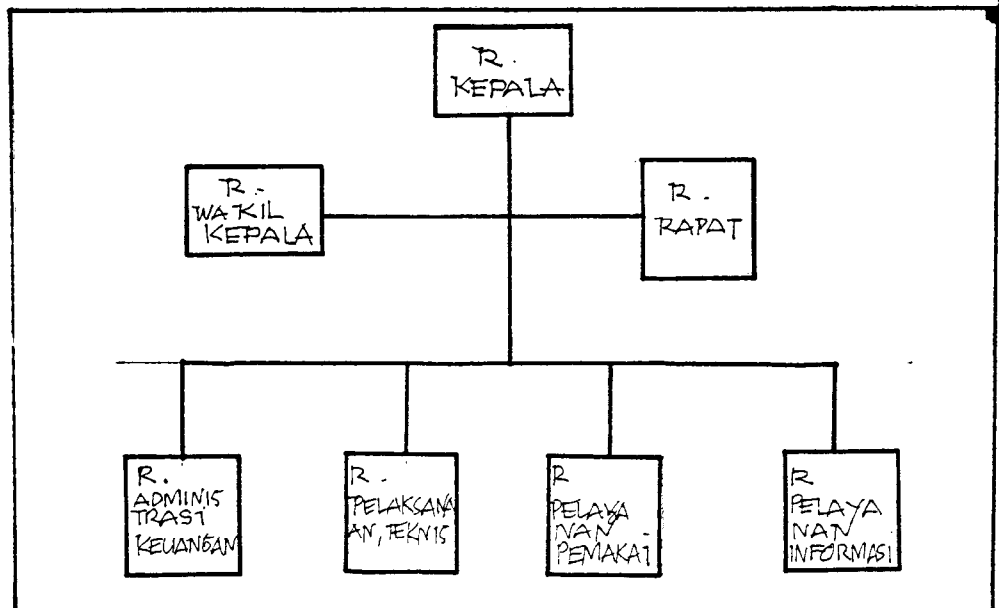 R.
KEPALA
R.
WAKIL
KEPALA
R.
RAPAT
R.
ADMINIS
TRASI
KEUANGAN
R.
PELAKSANA
AN, TEKNIS
R
PELAYA
NAN
PEMAKAI
R
PELAYA
NAN
INFORMASI